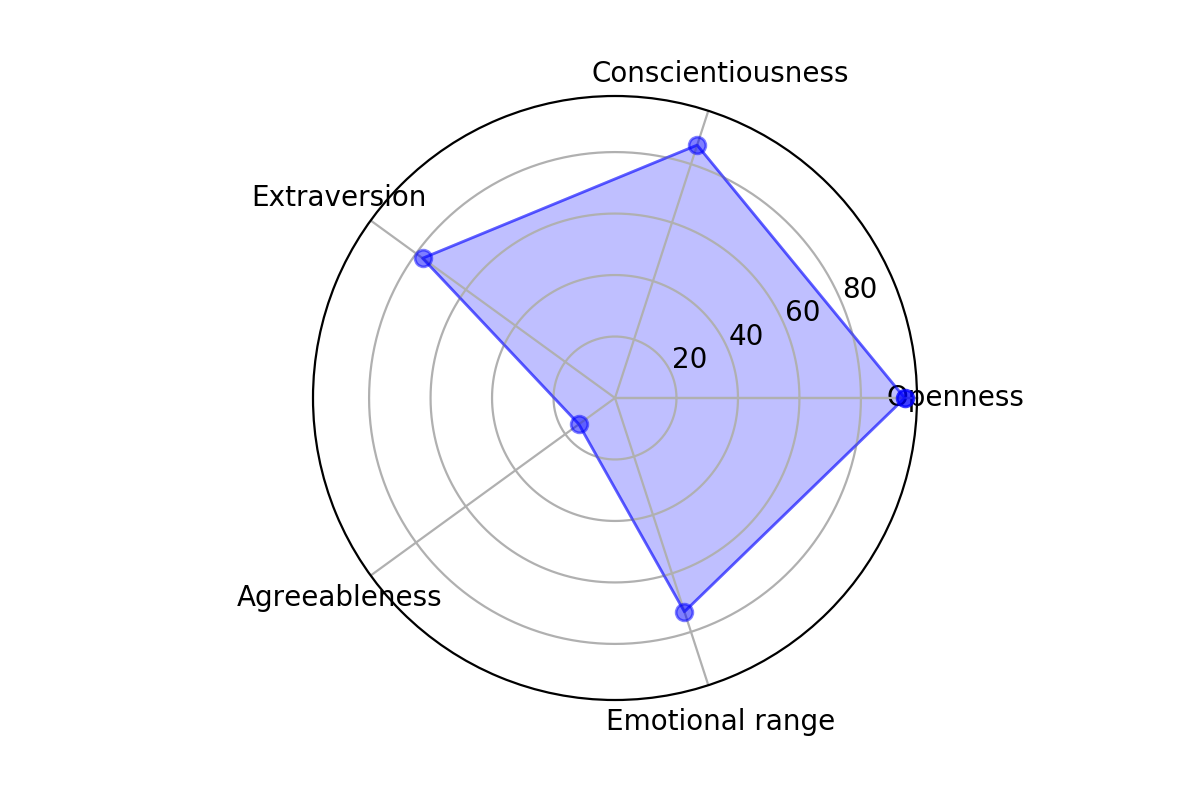 Conscientiousness
Extraversion
80
60
40
20
Openness
Agreeableness
Emotional range